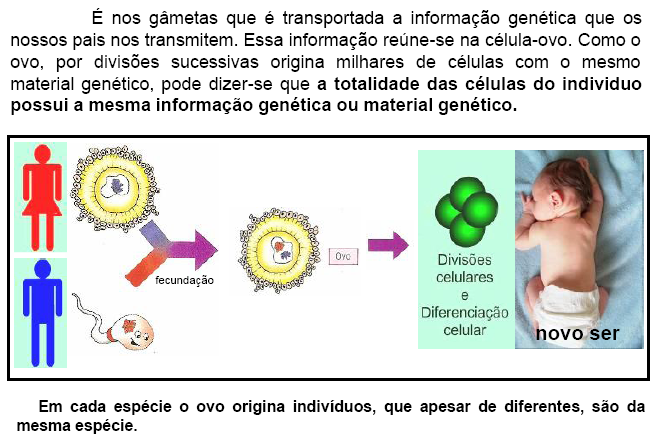 É nos gâmetas que é transportada a informação genética que os
nossos pais nos transmitem. Essa informação reúne-se na célula-ovo. Como o
ovo, por divisões sucessivas origina milhares de células com o mesmo
material genético, pode dizer-se que a totalidade das células do individuo
possui a mesma informação genética ou material genético.
fecundação
Ovo
Divisões
celulares
e
Diferenciação
celular
novo ser
Em cada espécie o ovo origina indivíduos, que apesar de diferentes, são da
mesma espécie.